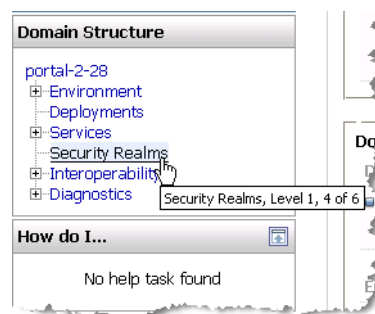 Domain Structure
portal-2-28
Environment
Deployments
Services
Security Realms
Interoperability
Diagnostics
Security Realms, Level 1, 4 of 6
How do I...
No help task found